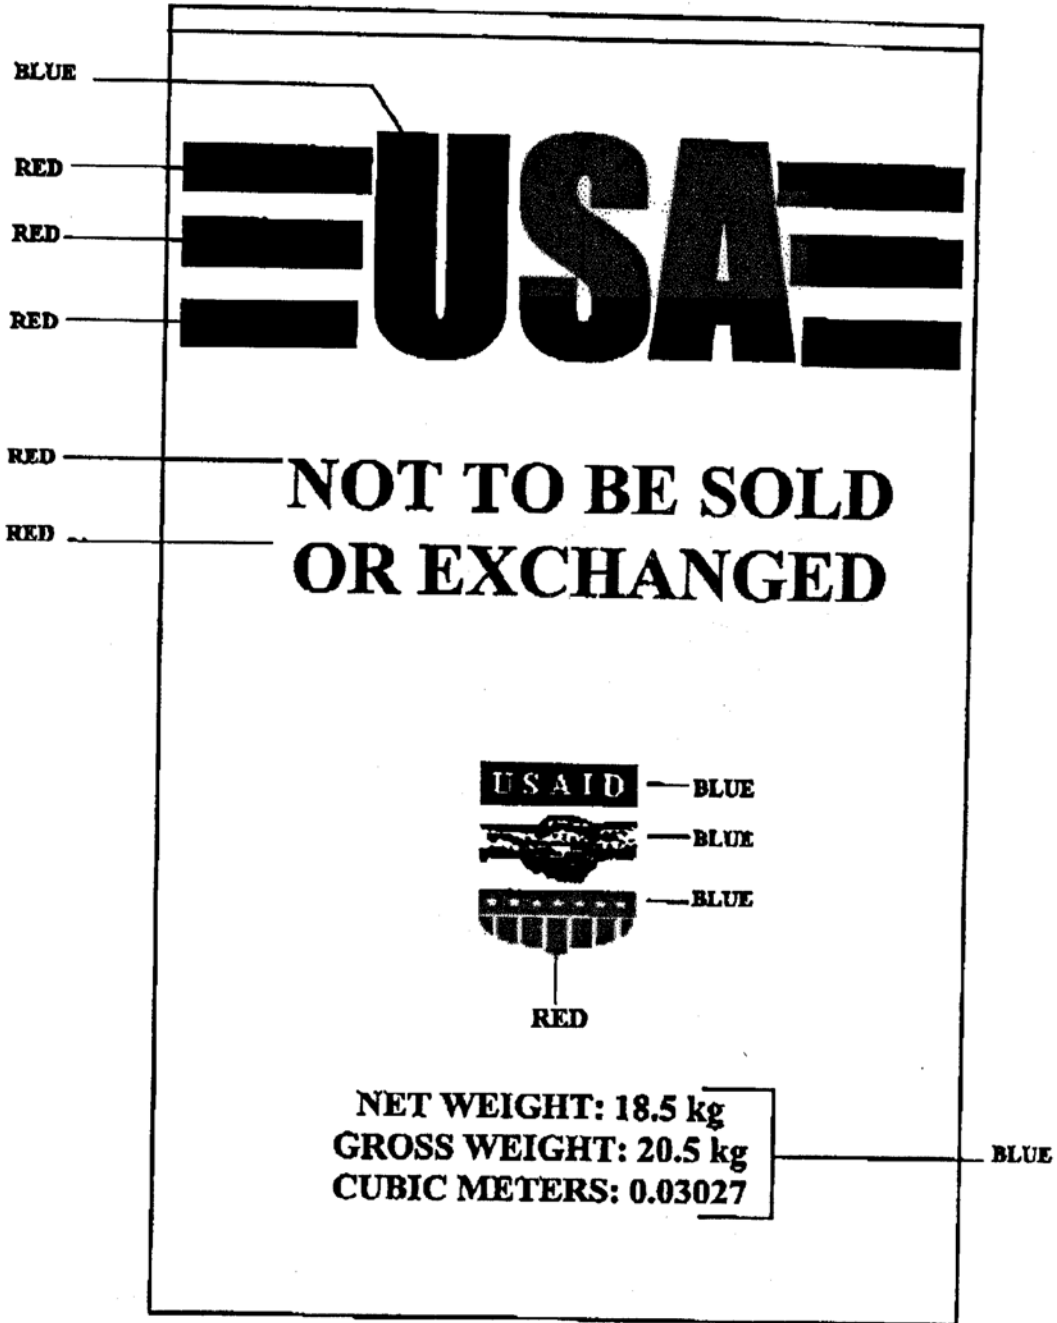 BLUE
USA
RED
RED
RED
RED
NOT TO BE SOLD
RED
OR EXCHANGED
USAID
BLUE
BLUE
BLUE
RED
NET WEIGHT: 18.5 kg
GROSS WEIGHT: 20.5 kg
CUBIC METERS: 0.03027
BLUE